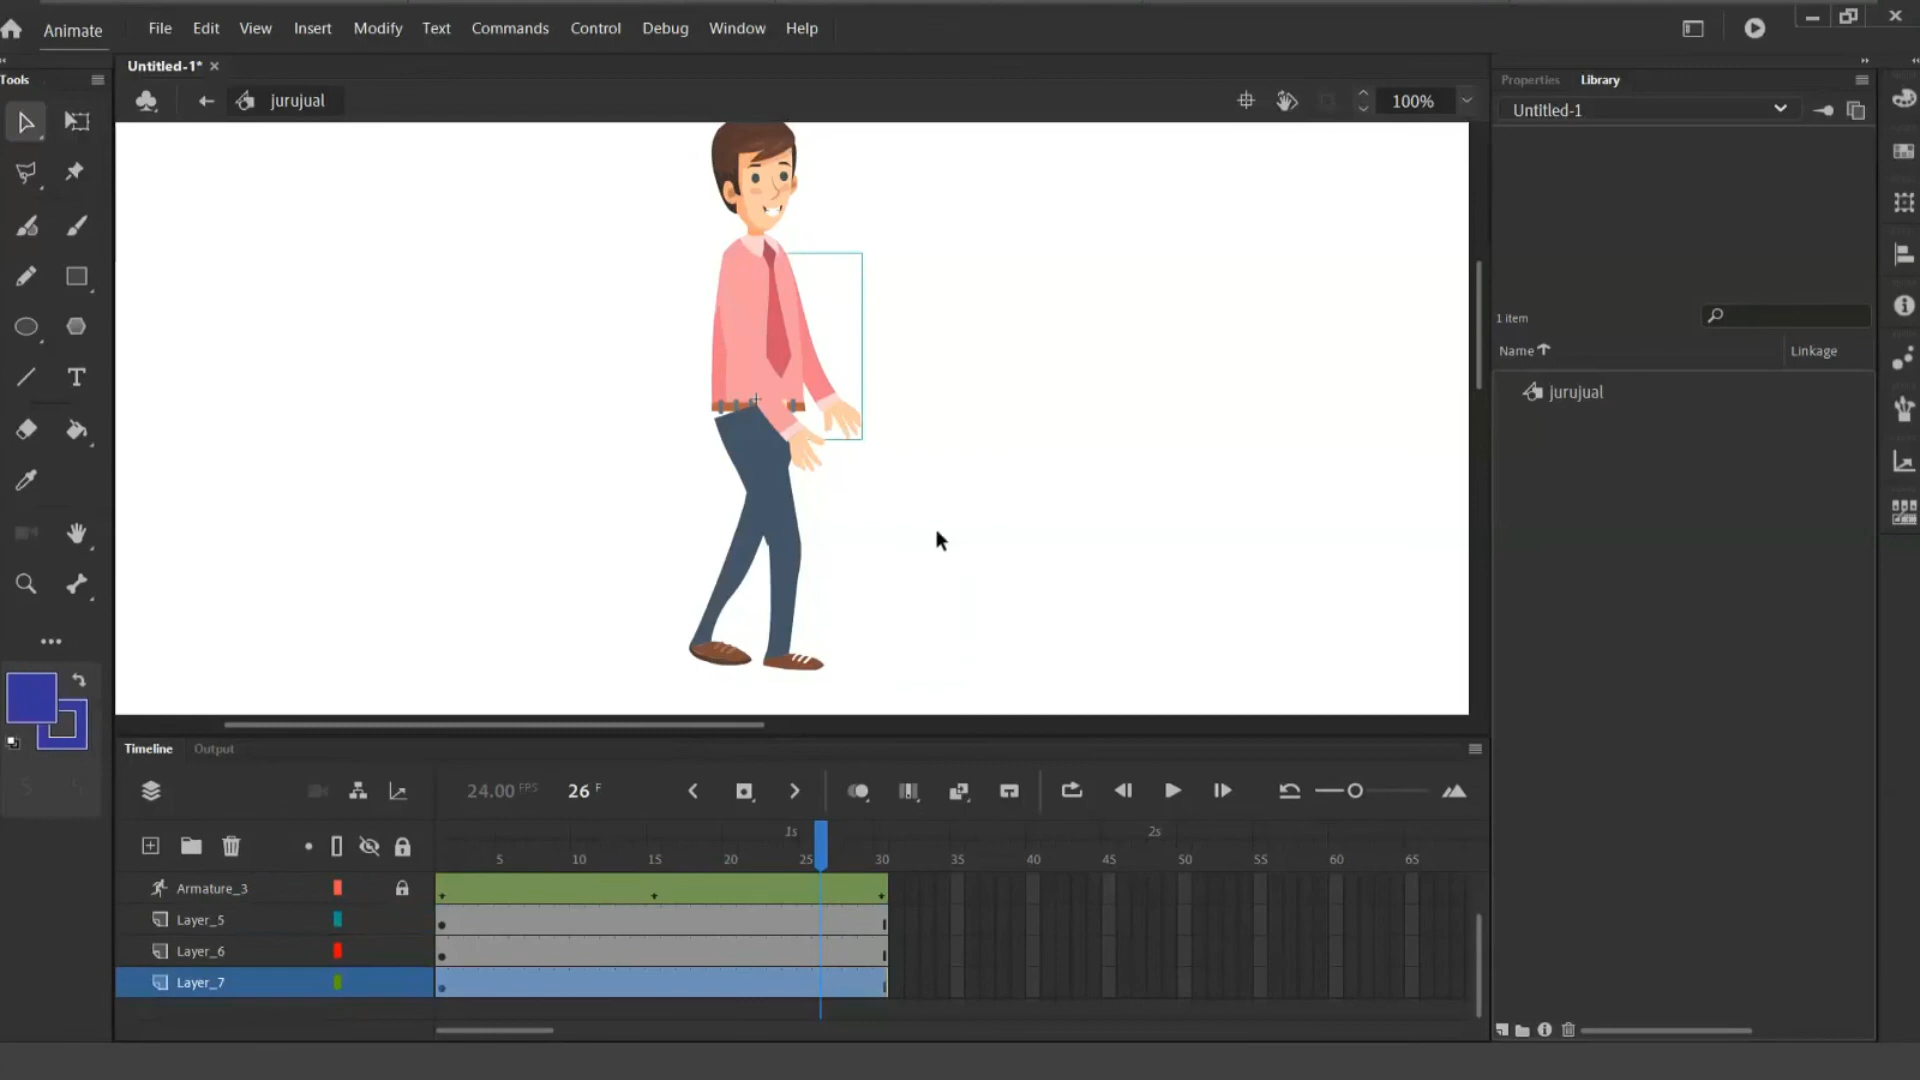 Animate File Edit View Insert Modify Text Commands Control Debug Window Help
Untitled-1*
Tools
Properties Library
jurujual
100%
Untitled-1
1 item
Name Linkage
jurujual
Timeline Output
24.00 FPS 26 F
1s 2s
5 10 15 20 25 30 35 40 45 50 55 60 65
Armature_3
Layer_5
Layer_6
Layer_7